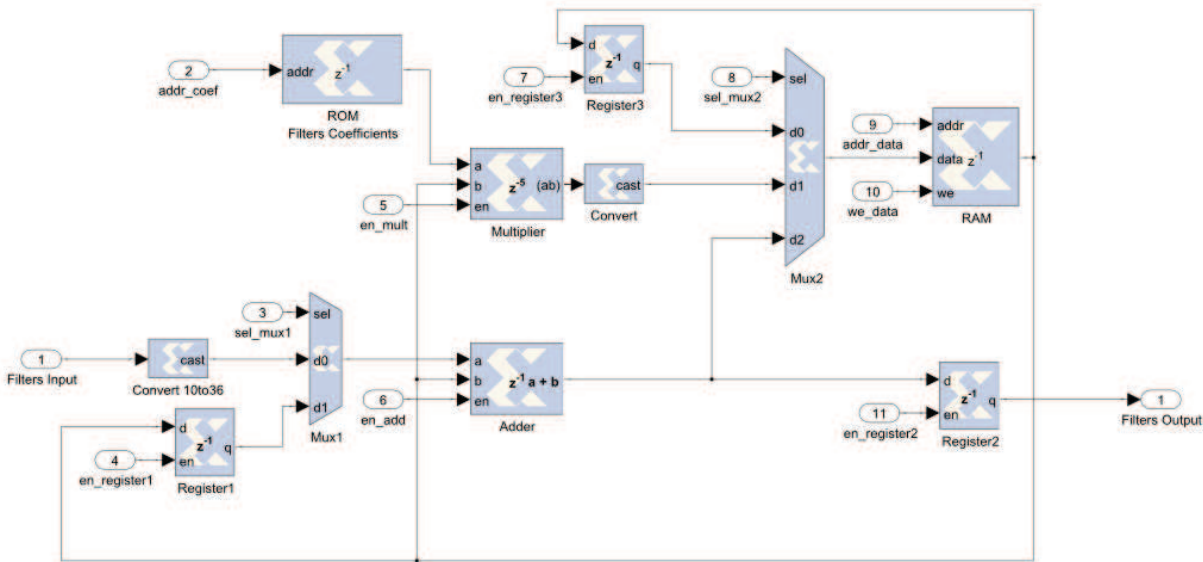 2
addr_coef
addr
z-1
ROM
Filters Coefficients
d
z-1
q
en
7
en_register3
Register3
8
sel_mux2
sel
d0
d1
d2
Mux2
9
addr_data
10
we_data
addr
data
z-1
we
RAM
a
b
en
z-5
(ab)
Multiplier
5
en_mult
cast
Convert
3
sel_mux1
sel
d0
d1
Mux1
1
Filters Input
cast
Convert 10to36
d
z-1
q
en
Register1
4
en_register1
a
b
en
z-1 a + b
Adder
6
en_add
d
z-1
q
en
Register2
11
en_register2
1
Filters Output